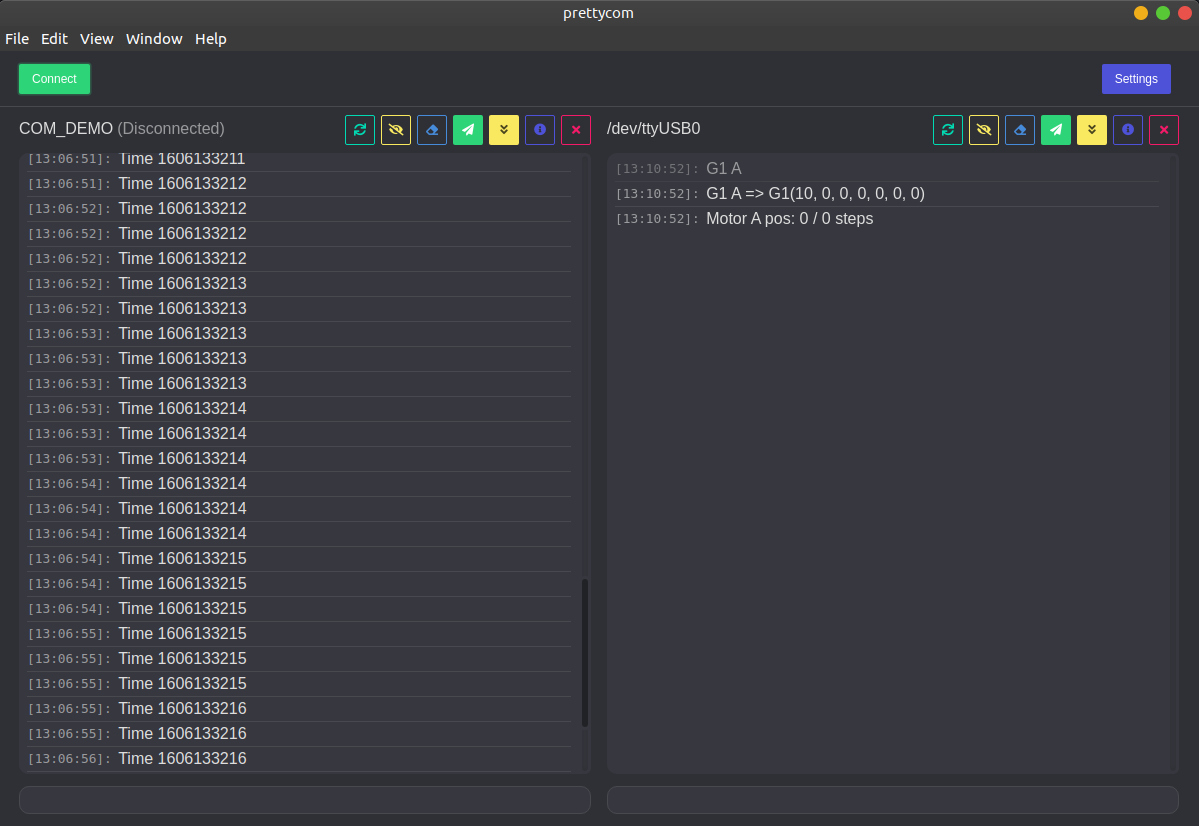 prettycom
File Edit View Window Help
Connect
Settings
COM_DEMO (Disconnected)
[13:06:51]: Time 1606133211
[13:06:51]: Time 1606133212
[13:06:52]: Time 1606133212
[13:06:52]: Time 1606133212
[13:06:52]: Time 1606133212
[13:06:52]: Time 1606133213
[13:06:52]: Time 1606133213
[13:06:53]: Time 1606133213
[13:06:53]: Time 1606133213
[13:06:53]: Time 1606133213
[13:06:53]: Time 1606133214
[13:06:53]: Time 1606133214
[13:06:53]: Time 1606133214
[13:06:54]: Time 1606133214
[13:06:54]: Time 1606133214
[13:06:54]: Time 1606133214
[13:06:54]: Time 1606133215
[13:06:54]: Time 1606133215
[13:06:54]: Time 1606133215
[13:06:55]: Time 1606133215
[13:06:55]: Time 1606133215
[13:06:55]: Time 1606133215
[13:06:55]: Time 1606133216
[13:06:55]: Time 1606133216
[13:06:56]: Time 1606133216
/dev/ttyUSB0
[13:10:52]: G1 A
[13:10:52]: G1 A => G1(10, 0, 0, 0, 0, 0, 0)
[13:10:52]: Motor A pos: 0 / 0 steps